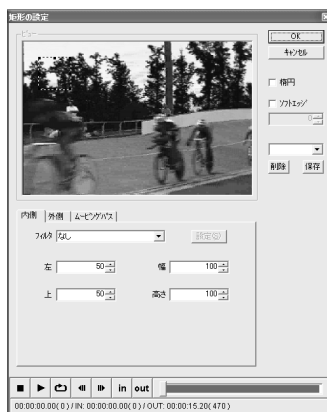 矩形の設定
ビュー
OK
キャンセル
楕円
ソフトエッジ
0
削除 保存
内側 外側 ムービングパス
フィルタ なし 設定(S)
左 50 幅 100
上 50 高さ 100
in out
00:00:00.00( 0 ) / IN: 00:00:00.00( 0 ) / OUT: 00:00:15.20( 470 )